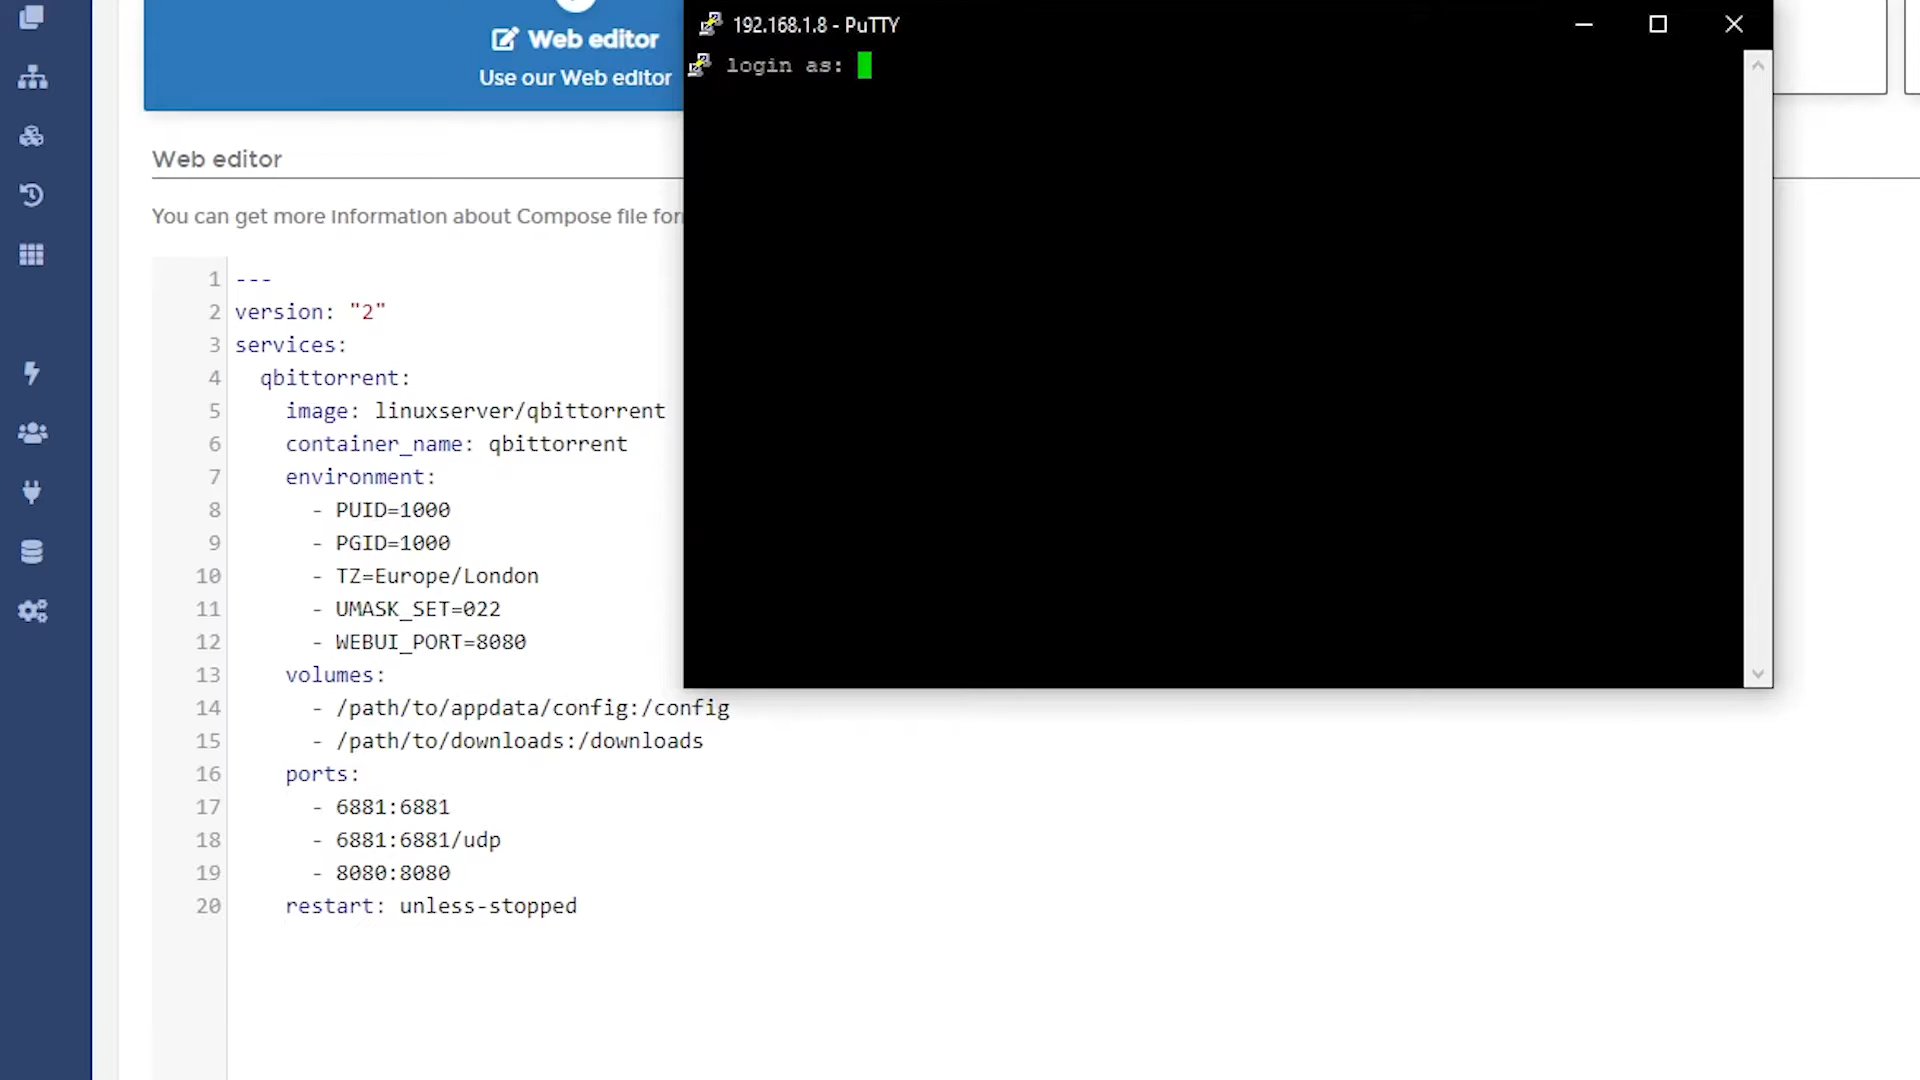 Web editor
Use our Web editor
192.168.1.8 - PuTTY
login as:
Web editor
You can get more information about Compose file for
1 ---
2 version: "2"
3 services:
4 qbittorrent:
5 image: linuxserver/qbittorrent
6 container_name: qbittorrent
7 environment:
8 - PUID=1000
9 - PGID=1000
10 - TZ=Europe/London
11 - UMASK_SET=022
12 - WEBUI_PORT=8080
13 volumes:
14 - /path/to/appdata/config:/config
15 - /path/to/downloads:/downloads
16 ports:
17 - 6881:6881
18 - 6881:6881/udp
19 - 8080:8080
20 restart: unless-stopped